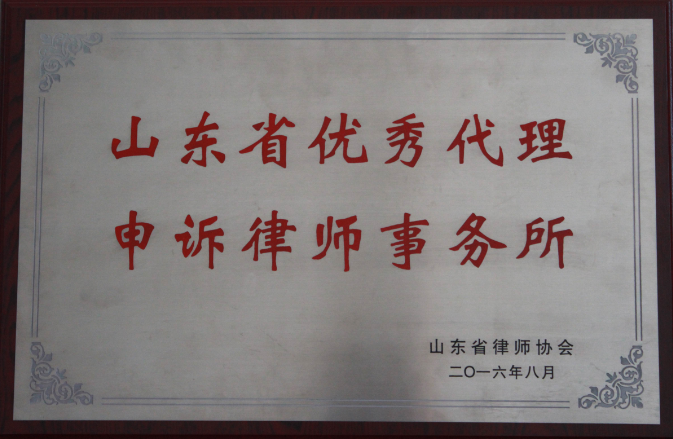 山东省优秀代理
申诉律师事务所
山东省律师协会
二〇一六年八月